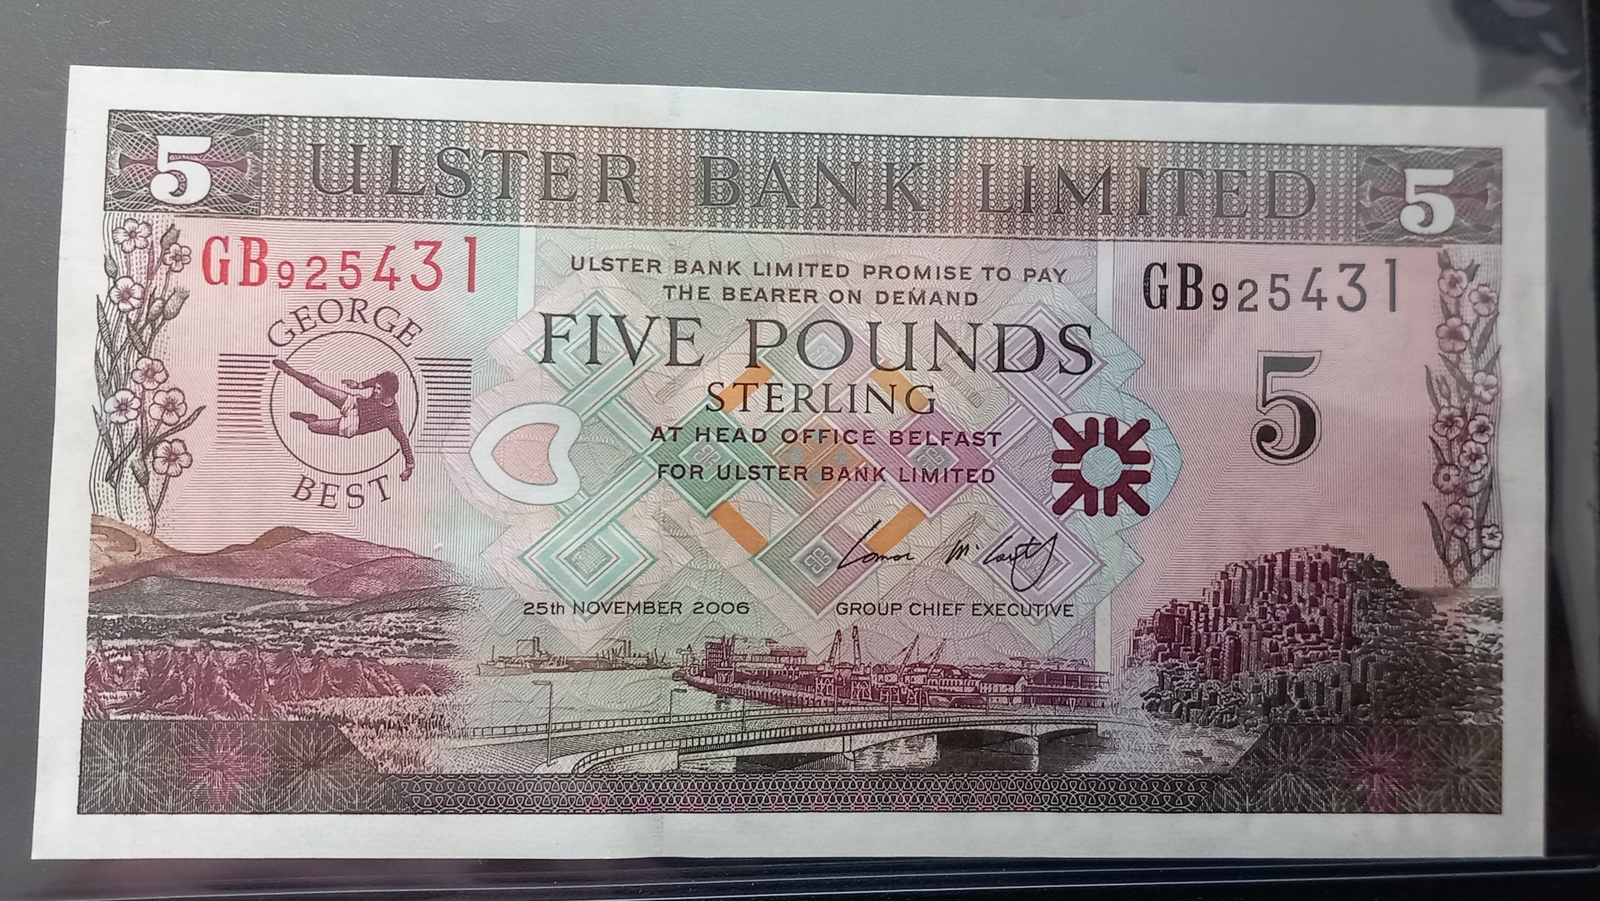 5 ULSTER BANK LIMITED 5
GB925431
GB925431
GEORGE
BEST
ULSTER BANK LIMITED PROMISE TO PAY
THE BEARER ON DEMAND
FIVE POUNDS
STERLING
AT HEAD OFFICE BELFAST
FOR ULSTER BANK LIMITED
5
25th NOVEMBER 2006
GROUP CHIEF EXECUTIVE